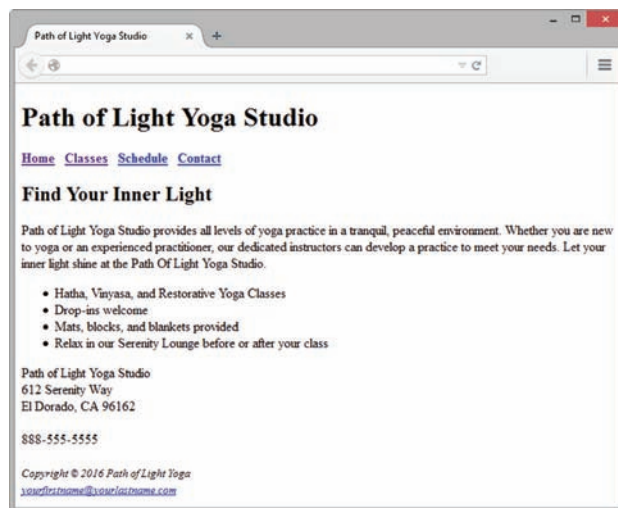 Path of Light Yoga Studio
Path of Light Yoga Studio
Home Classes Schedule Contact
Find Your Inner Light
Path of Light Yoga Studio provides all levels of yoga practice in a tranquil, peaceful environment. Whether you are new
to yoga or an experienced practitioner, our dedicated instructors can develop a practice to meet your needs. Let your
inner light shine at the Path Of Light Yoga Studio.
• Hatha, Vinyasa, and Restorative Yoga Classes
• Drop-ins welcome
• Mats, blocks, and blankets provided
• Relax in our Serenity Lounge before or after your class
Path of Light Yoga Studio
612 Serenity Way
El Dorado, CA 96162
888-555-5555
Copyright © 2016 Path of Light Yoga
yourfirstname@yourlastname.com